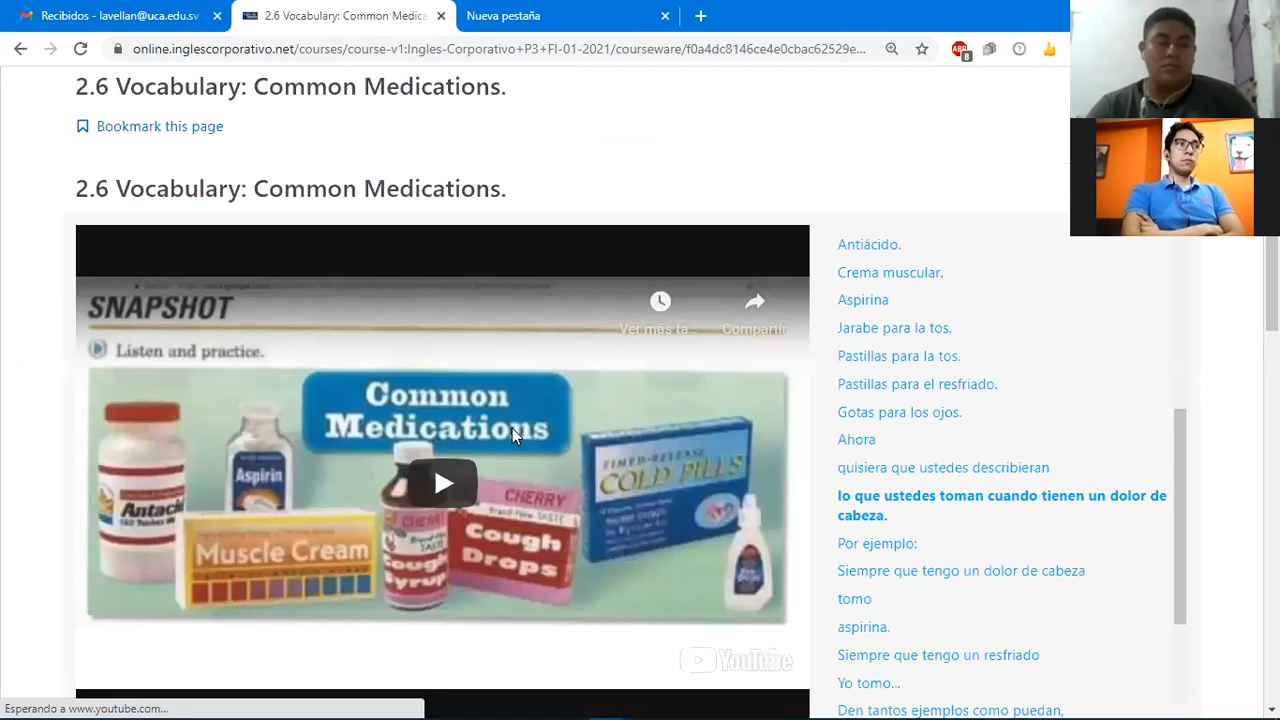 Recibidos - lavellan@uca.edu.sv
2.6 Vocabulary: Common Medica
Nueva pestaña
online.inglescorporativo.net/courses/course-v1:Ingles-Corporativo+P3+FI-01-2021/courseware/f0a4dc8146ce4e0cbac62529e...
8
2.6 Vocabulary: Common Medications.
Bookmark this page
2.6 Vocabulary: Common Medications.
SNAPSHOT
Ver más ta...
Compartir
Listen and practice.
Common
Medications
Antacid
Aspirin
Muscle Cream
CHERRY
Cough
Syrup
CHERRY
Cough
Drops
TIMED-RELEASE
COLD PILLS
YouTube
Antiácido.
Crema muscular.
Aspirina
Jarabe para la tos.
Pastillas para la tos.
Pastillas para el resfriado.
Gotas para los ojos.
Ahora
quisiera que ustedes describieran
lo que ustedes toman cuando tienen un dolor de
cabeza.
Por ejemplo:
Siempre que tengo un dolor de cabeza
tomo
aspirina.
Siempre que tengo un resfriado
Yo tomo...
Den tantos ejemplos como puedan,
Esperando a www.youtube.com...